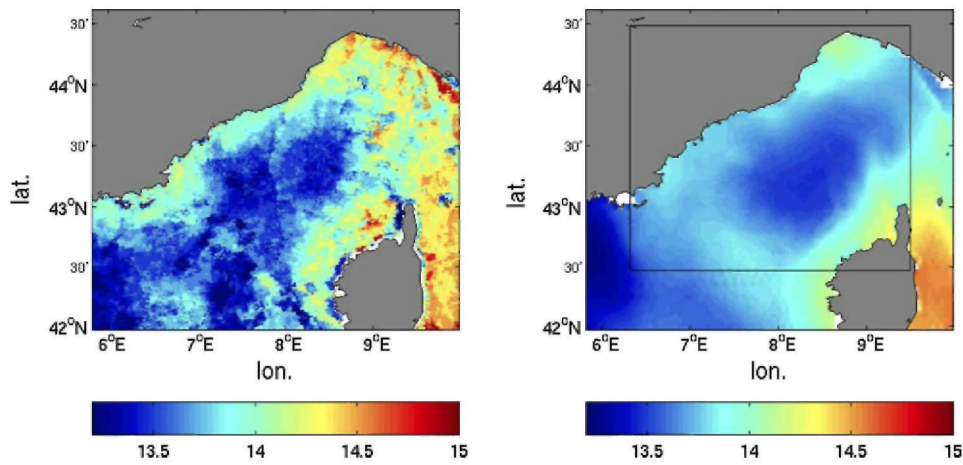 30' 30'
44°N 44°N
30' 30'
lat. lat.
43°N 43°N
30' 30'
42°N 42°N
6°E 7°E 8°E 9°E 6°E 7°E 8°E 9°E
lon. lon.
13.5 14 14.5 15 13.5 14 14.5 15